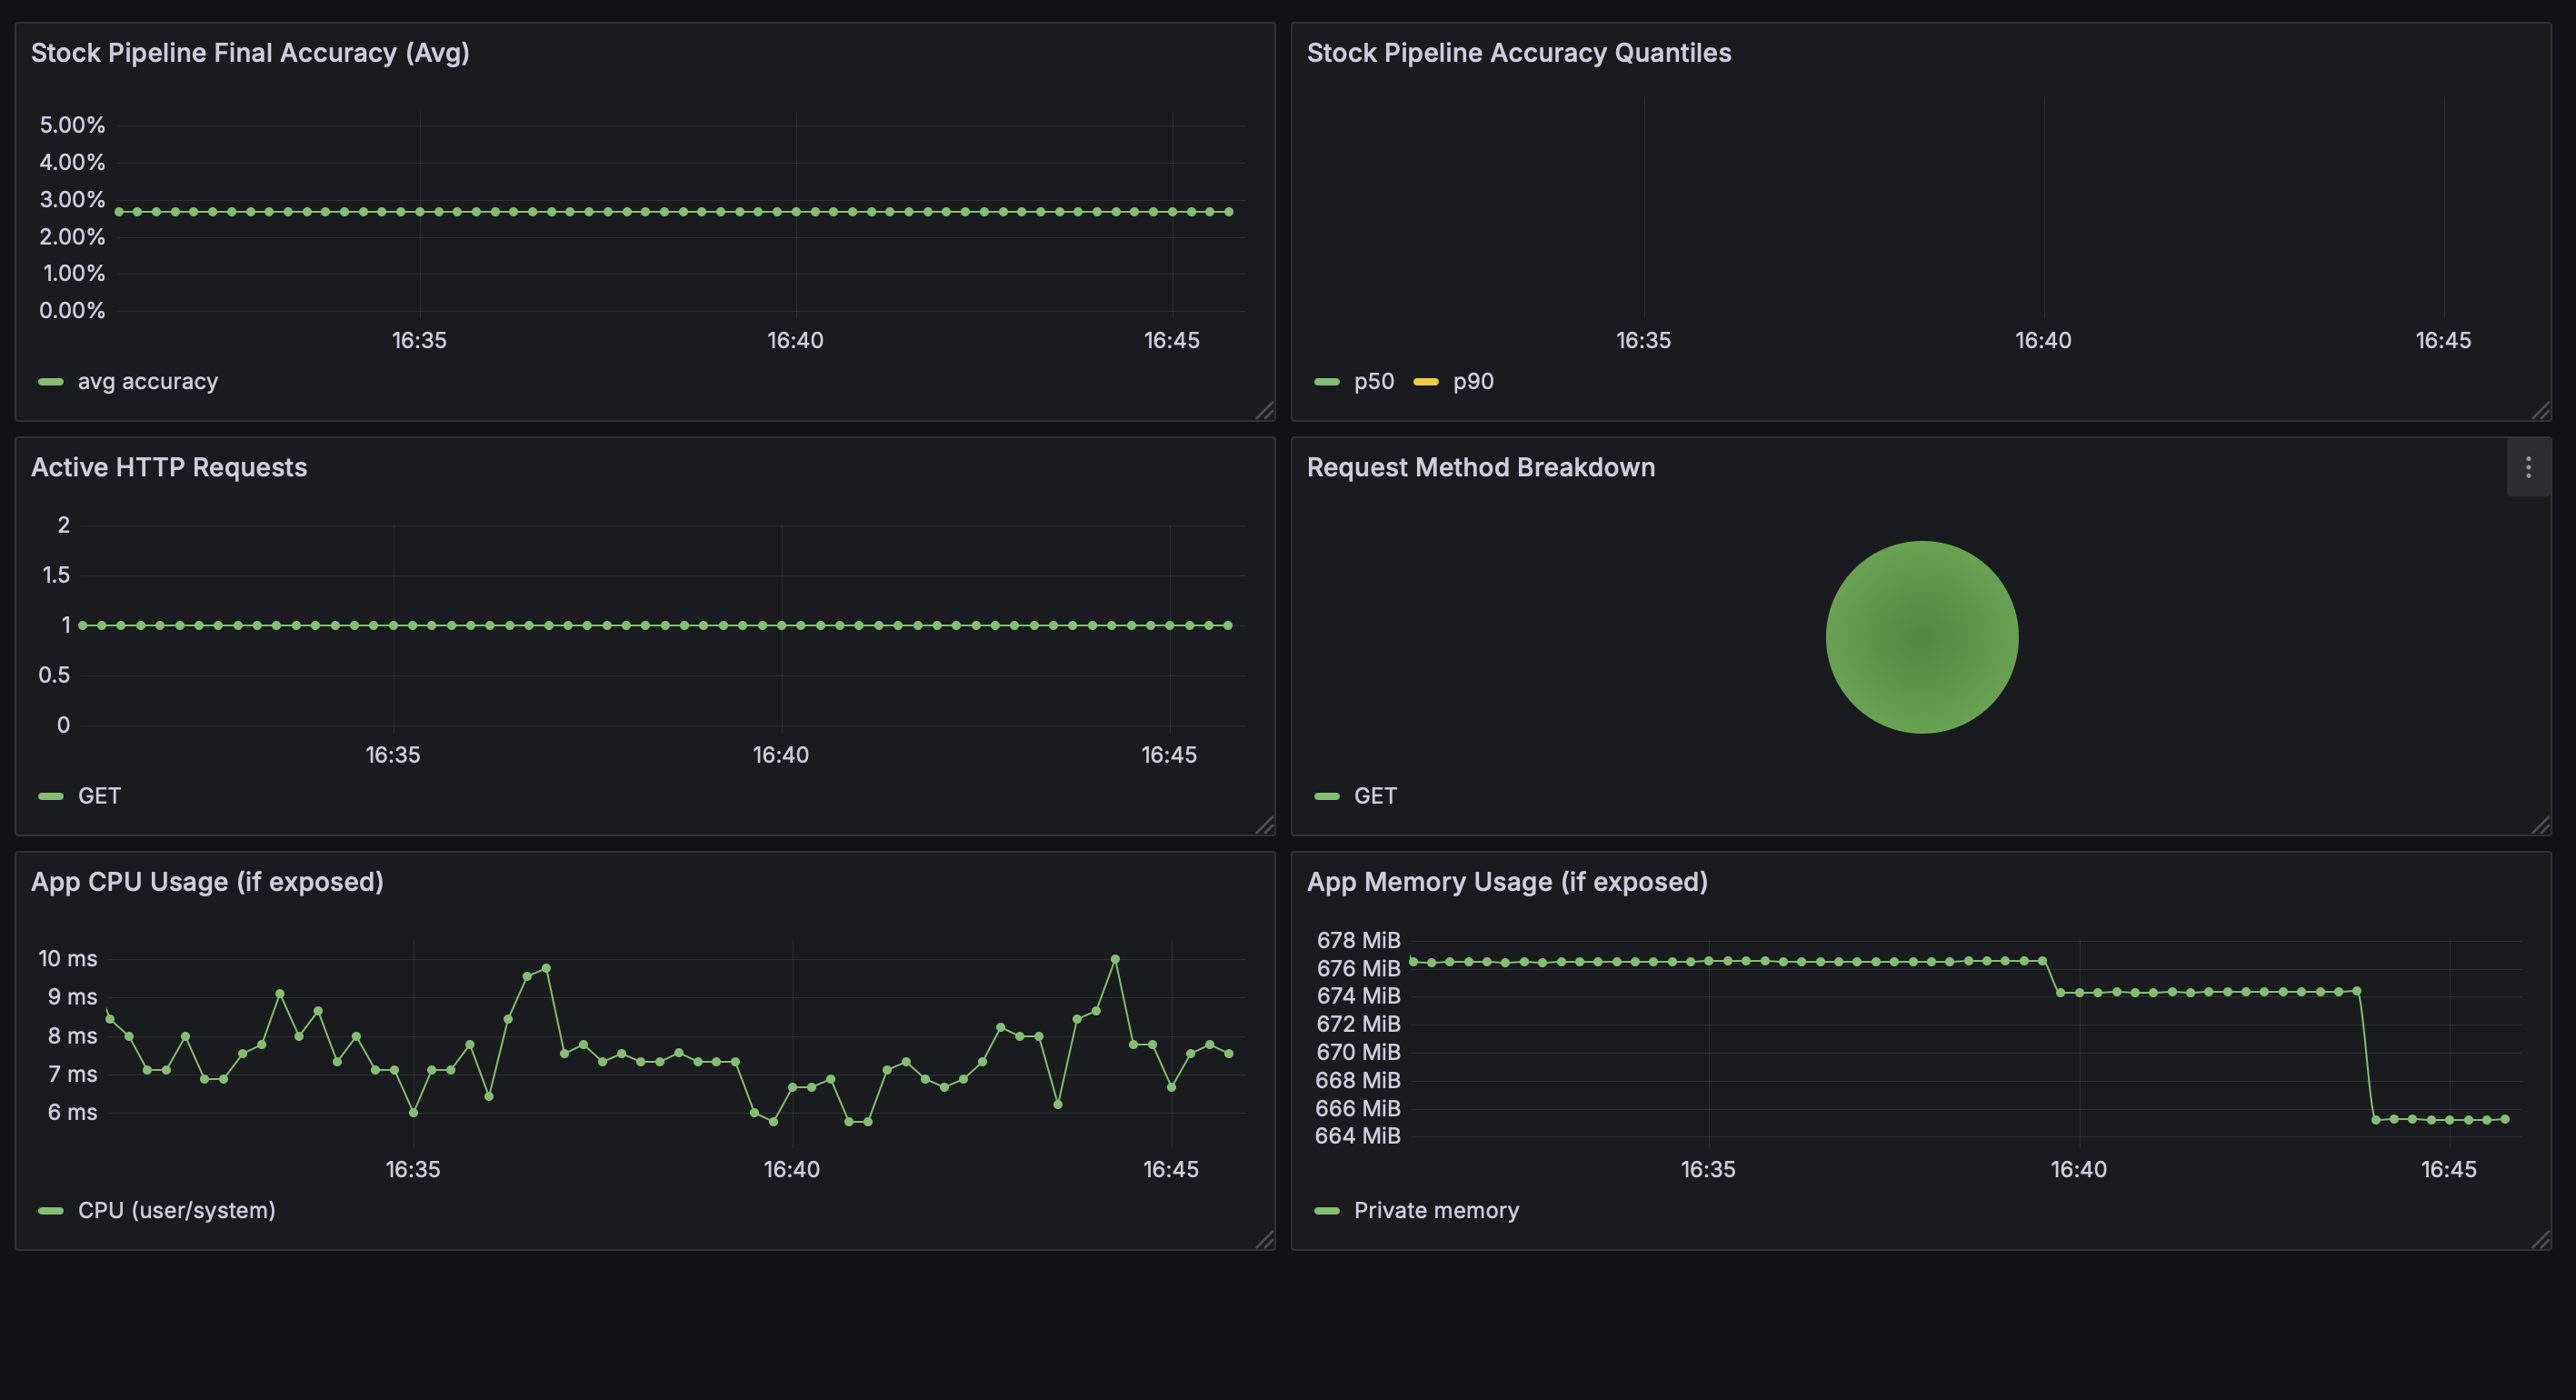 Stock Pipeline Final Accuracy (Avg)
5.00%
4.00%
3.00%
2.00%
1.00%
0.00%
16:35 16:40 16:45
avg accuracy
Stock Pipeline Accuracy Quantiles
16:35 16:40 16:45
p50 p90
Active HTTP Requests
2
1.5
1
0.5
0
16:35 16:40 16:45
GET
Request Method Breakdown
GET
App CPU Usage (if exposed)
10 ms
9 ms
8 ms
7 ms
6 ms
16:35 16:40 16:45
CPU (user/system)
App Memory Usage (if exposed)
678 MiB
676 MiB
674 MiB
672 MiB
670 MiB
668 MiB
666 MiB
664 MiB
16:35 16:40 16:45
Private memory